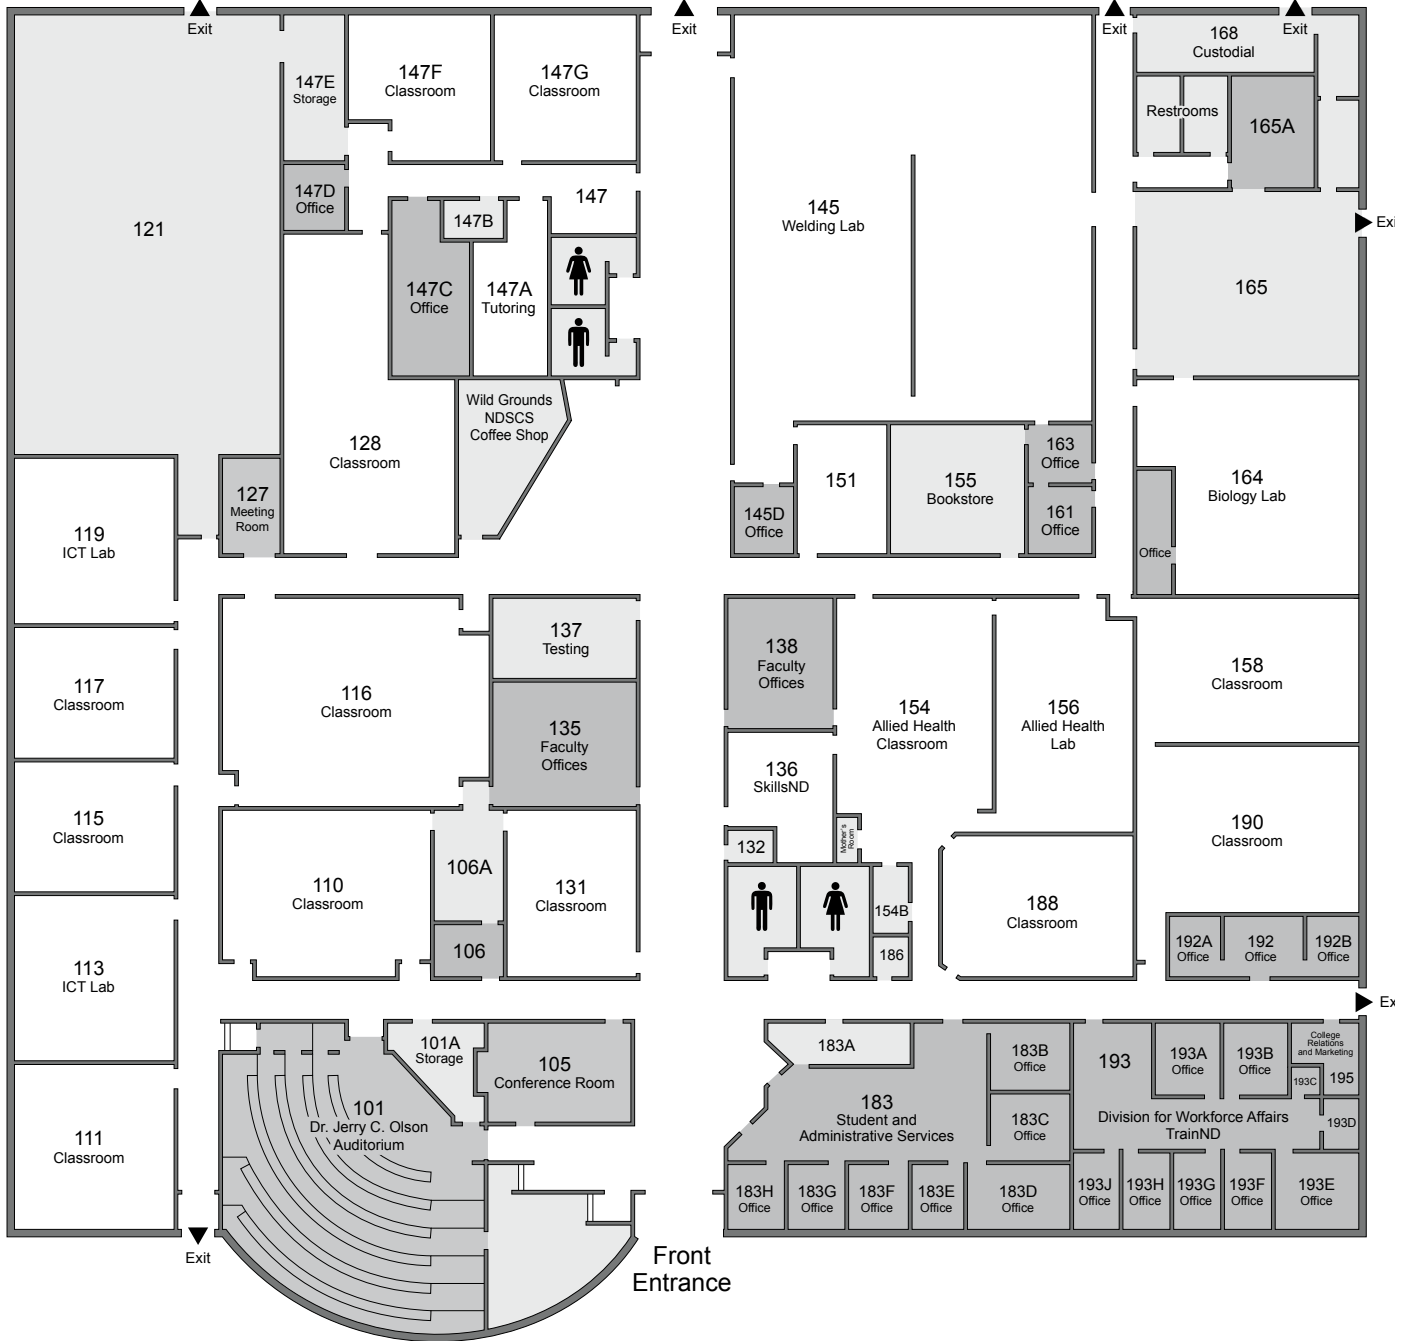 Exit
Exit
Exit
Exit
168
Custodial
147E
Storage
147F
Classroom
147G
Classroom
Restrooms
165A
147D
Office
147
147B
121
145
Welding Lab
Exi
147C
Office
147A
Tutoring
165
Wild Grounds
NDSCS
Coffee Shop
128
Classroom
163
Office
151
155
Bookstore
164
Biology Lab
127
Meeting
Room
119
ICT Lab
145D
Office
161
Office
Office
137
Testing
138
Faculty
Offices
158
Classroom
117
Classroom
116
Classroom
154
Allied Health
Classroom
156
Allied Health
Lab
135
Faculty
Offices
136
SkillsND
115
Classroom
190
Classroom
132
Mother's
Room
106A
110
Classroom
131
Classroom
154B
188
Classroom
106
186
192A
Office
192
Office
192B
Office
113
ICT Lab
Ex
101A
Storage
105
Conference Room
183A
183B
Office
193
193A
Office
193B
Office
College
Relations
and Marketing
193C
195
101
Dr. Jerry C. Olson
Auditorium
183
Student and
Administrative Services
183C
Office
Division for Workforce Affairs
TrainND
193D
111
Classroom
183H
Office
183G
Office
183F
Office
183E
Office
183D
Office
193J
Office
193H
Office
193G
Office
193F
Office
193E
Office
Exit
Front
Entrance